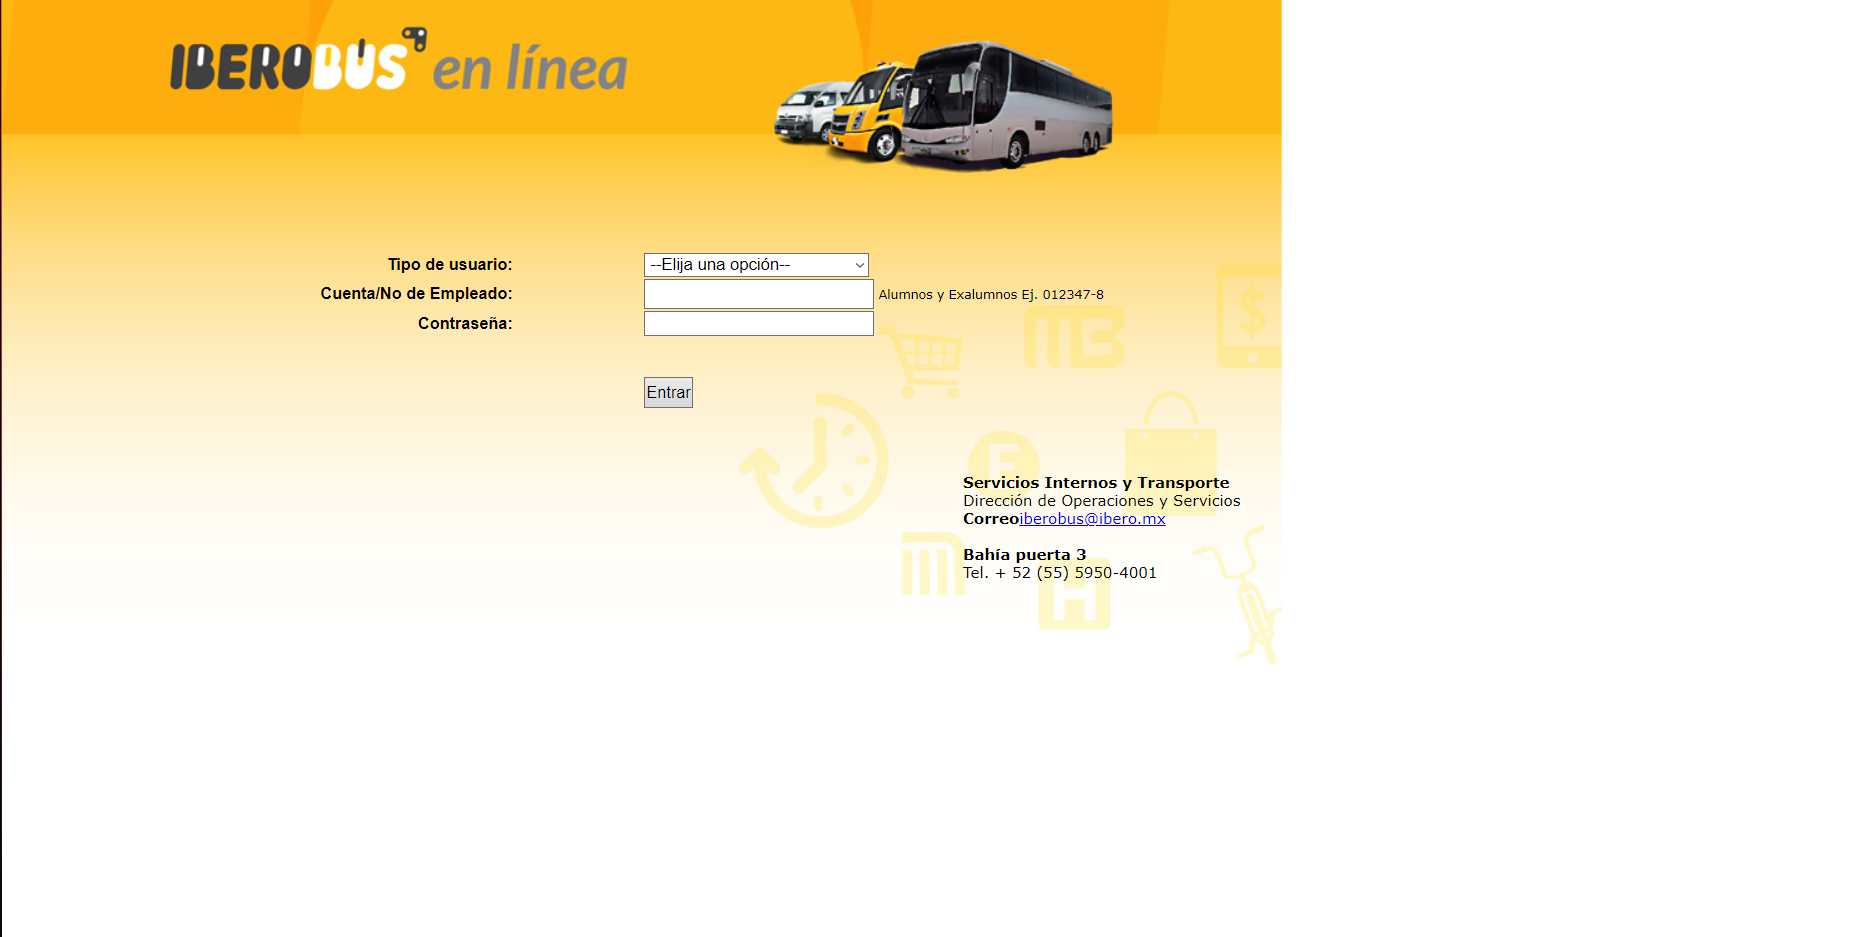 IBEROBUS en línea
Tipo de usuario: --Elija una opción--
Cuenta/No de Empleado: Alumnos y Exalumnos Ej. 012347-8
Contraseña:
Entrar
Servicios Internos y Transporte
Dirección de Operaciones y Servicios
Correoiberobus@ibero.mx
Bahía puerta 3
Tel. + 52 (55) 5950-4001